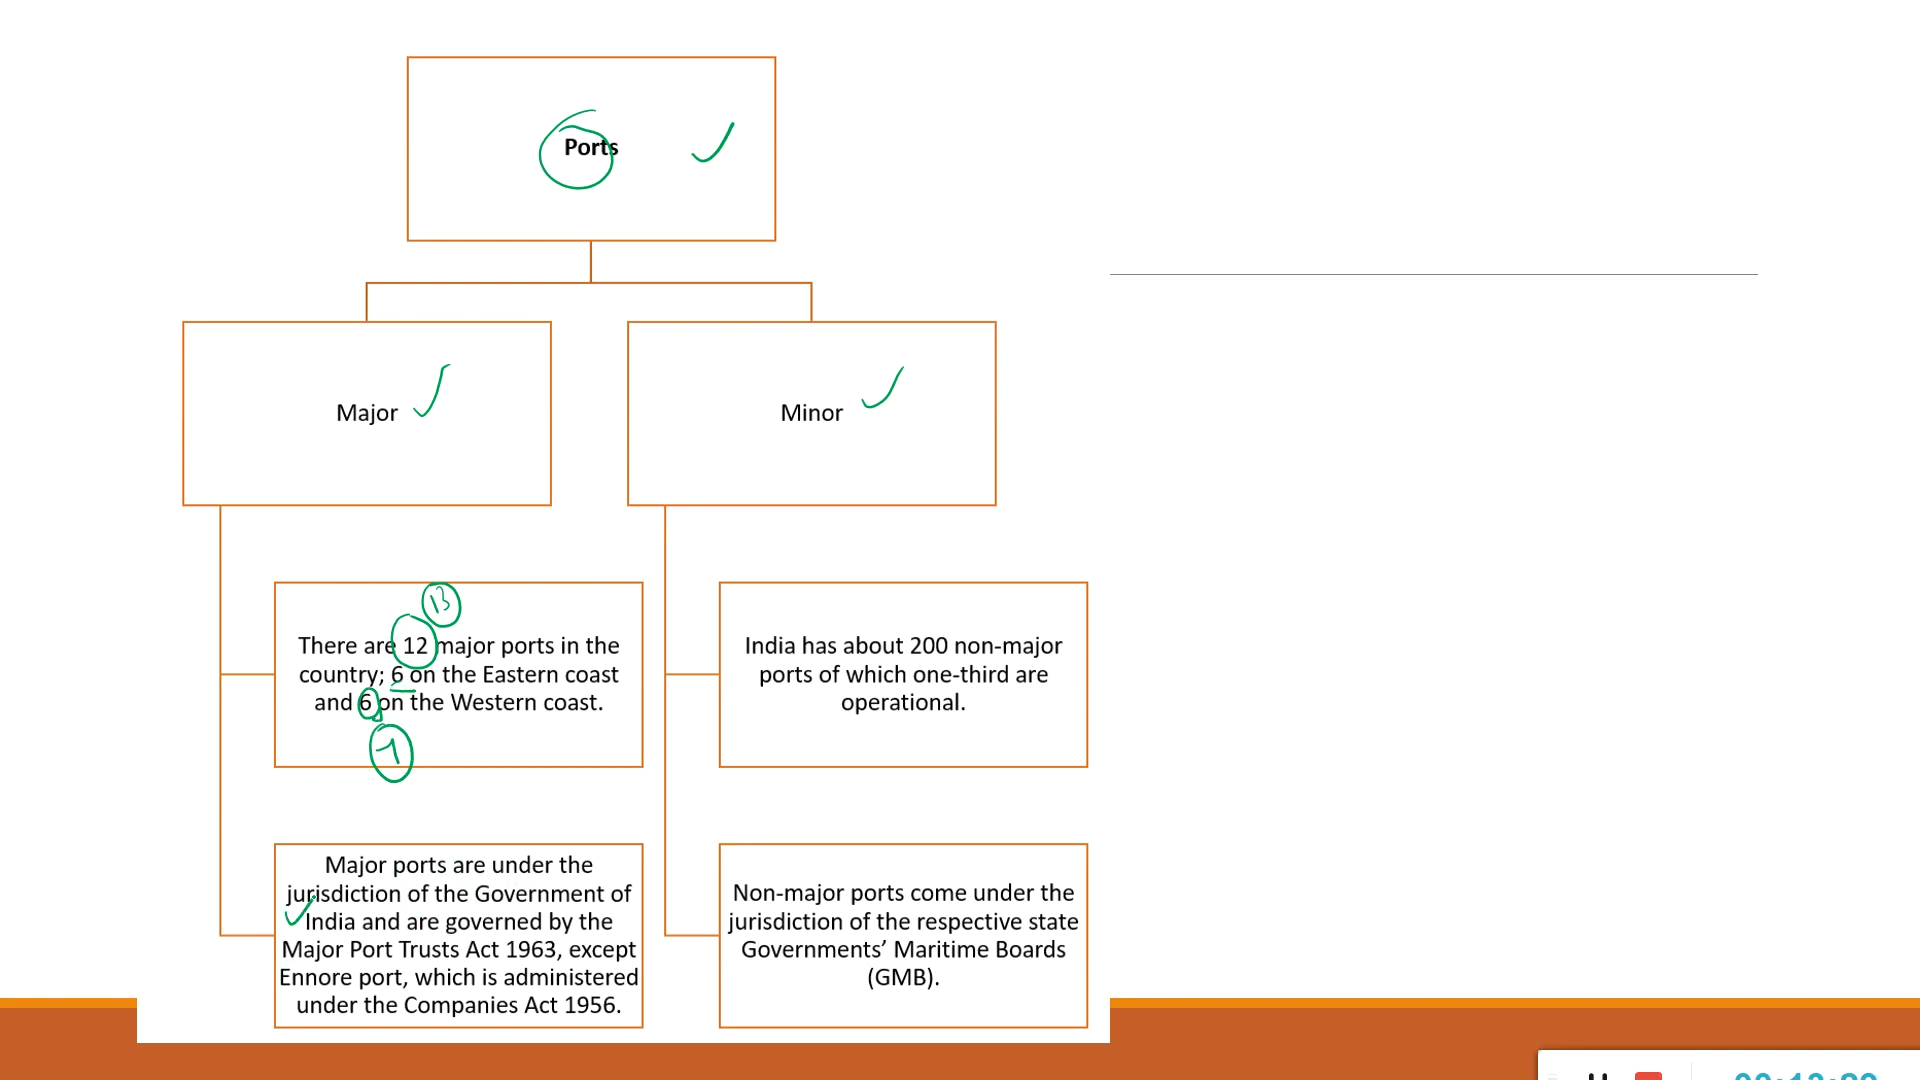 Ports
Major
Minor
13
There are 12 major ports in the
country; 6 on the Eastern coast
and 6 on the Western coast.
7
India has about 200 non-major
ports of which one-third are
operational.
Major ports are under the
jurisdiction of the Government of
India and are governed by the
Major Port Trusts Act 1963, except
Ennore port, which is administered
under the Companies Act 1956.
Non-major ports come under the
jurisdiction of the respective state
Governments’ Maritime Boards
(GMB).